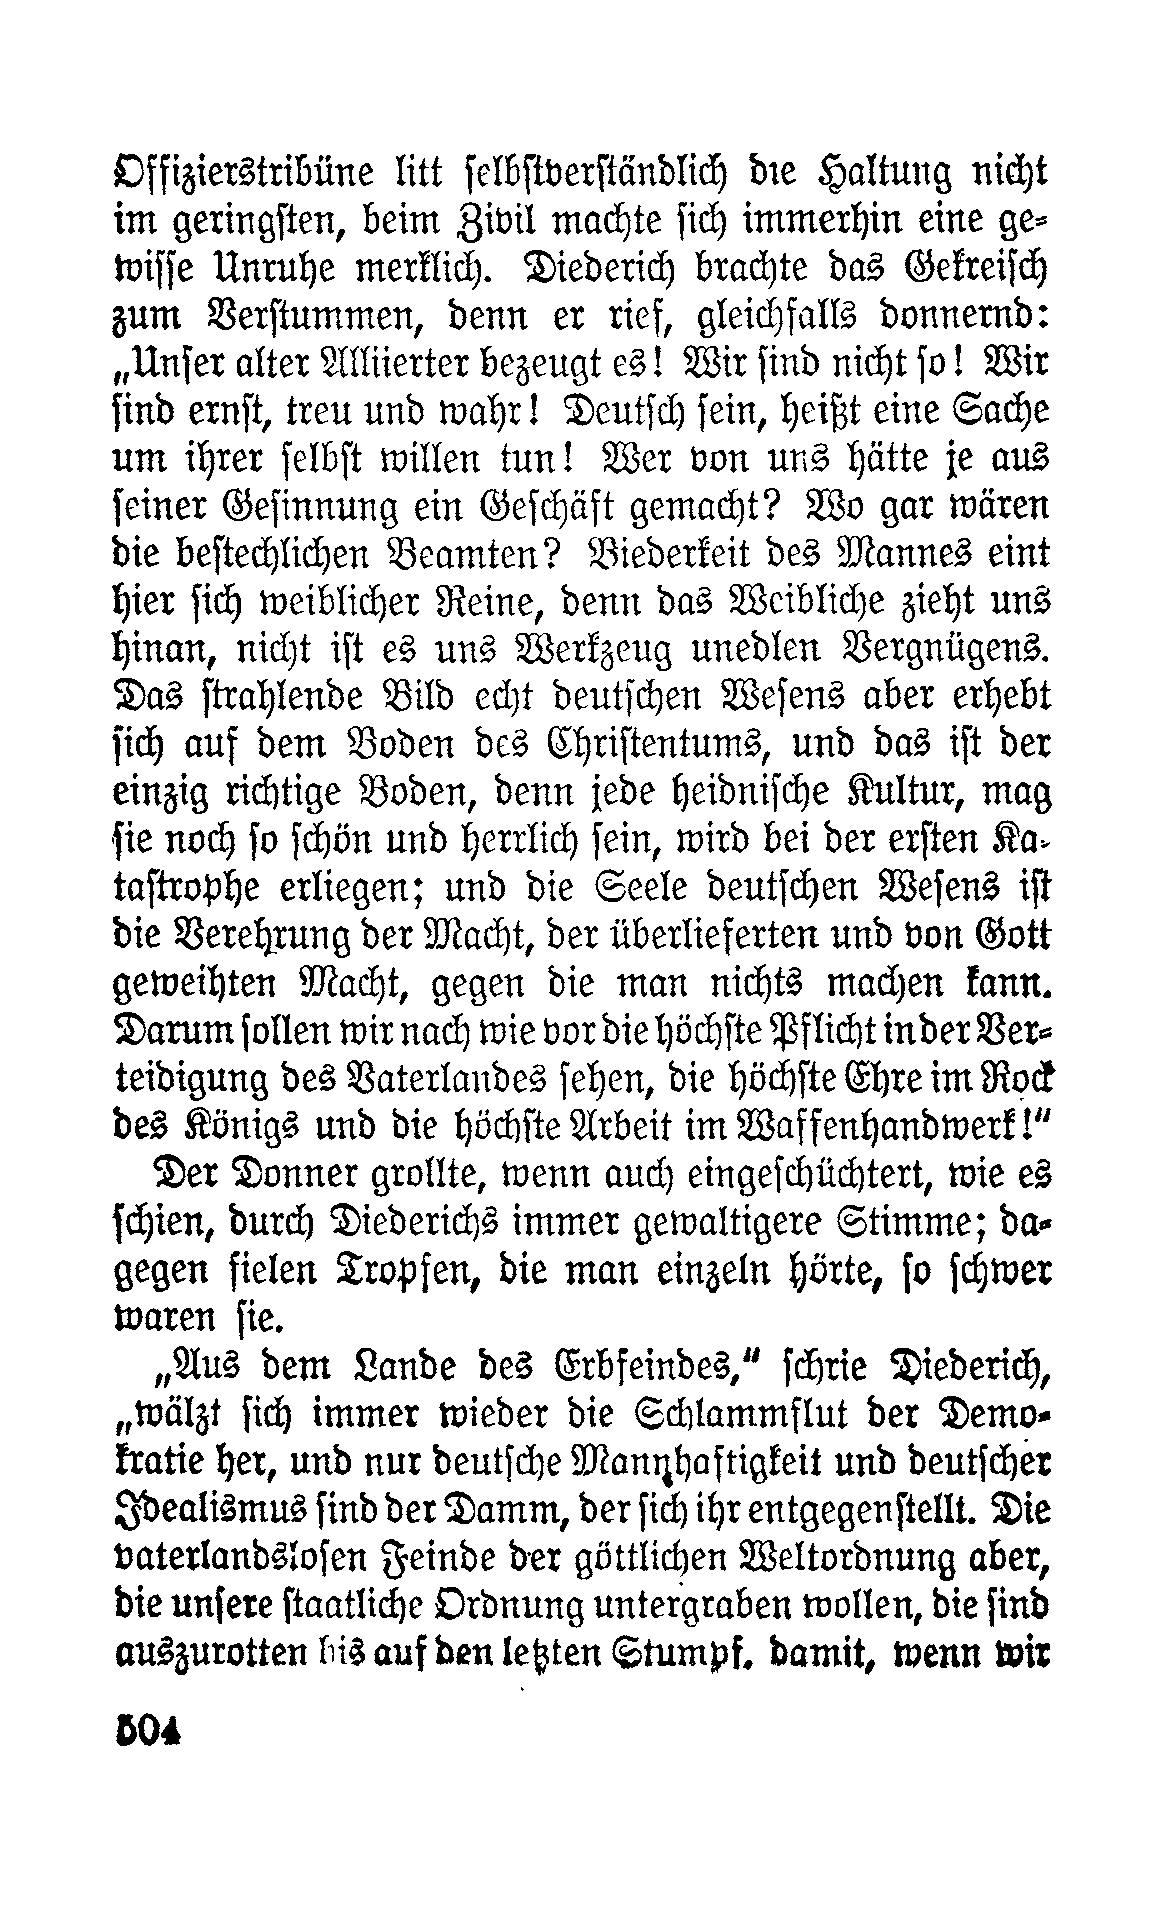 Offizierstribüne litt ſelbſtverſtändlich die Haltung nicht
im geringſten, beim Zivil machte ſich immerhin eine ge⸗
wiſſe Unruhe merklich. Diederich brachte das Gekreiſch
zum Verſtummen, denn er rief, gleichfalls donnernd:
„Unſer alter Alliierter bezeugt es! Wir ſind nicht ſo! Wir
ſind ernſt, treu und wahr! Deutſch ſein, heißt eine Sache
um ihrer ſelbſt willen tun! Wer von uns hätte je aus
ſeiner Geſinnung ein Geſchäft gemacht? Wo gar wären
die beſtechlichen Beamten? Biederkeit des Mannes eint
hier ſich weiblicher Reine, denn das Weibliche zieht uns
hinan, nicht iſt es uns Werkzeug unedlen Vergnügens.
Das ſtrahlende Bild echt deutſchen Weſens aber erhebt
ſich auf dem Boden des Chriſtentums, und das iſt der
einzig richtige Boden, denn jede heidniſche Kultur, mag
ſie noch ſo ſchön und herrlich ſein, wird bei der erſten Ka⸗
taſtrophe erliegen; und die Seele deutſchen Weſens iſt
die Verehrung der Macht, der überlieferten und von Gott
geweihten Macht, gegen die man nichts machen kann.
Darum ſollen wir nach wie vor die höchſte Pflicht in der Ver⸗
teidigung des Vaterlandes ſehen, die höchſte Ehre im Rock
des Königs und die höchſte Arbeit im Waffenhandwerk!“
Der Donner grollte, wenn auch eingeſchüchtert, wie es
ſchien, durch Diederichs immer gewaltigere Stimme; da⸗
gegen fielen Tropfen, die man einzeln hörte, ſo ſchwer
waren ſie.
„Aus dem Lande des Erbfeindes,“ ſchrie Diederich,
„wälzt ſich immer wieder die Schlammflut der Demo⸗
kratie her, und nur deutſche Mannhaftigkeit und deutſcher
Idealismus ſind der Damm, der ſich ihr entgegenſtellt. Die
vaterlandsloſen Feinde der göttlichen Weltordnung aber,
die unſere ſtaatliche Ordnung untergraben wollen, die ſind
auszurotten bis auf den letzten Stumpf, damit, wenn wir
504